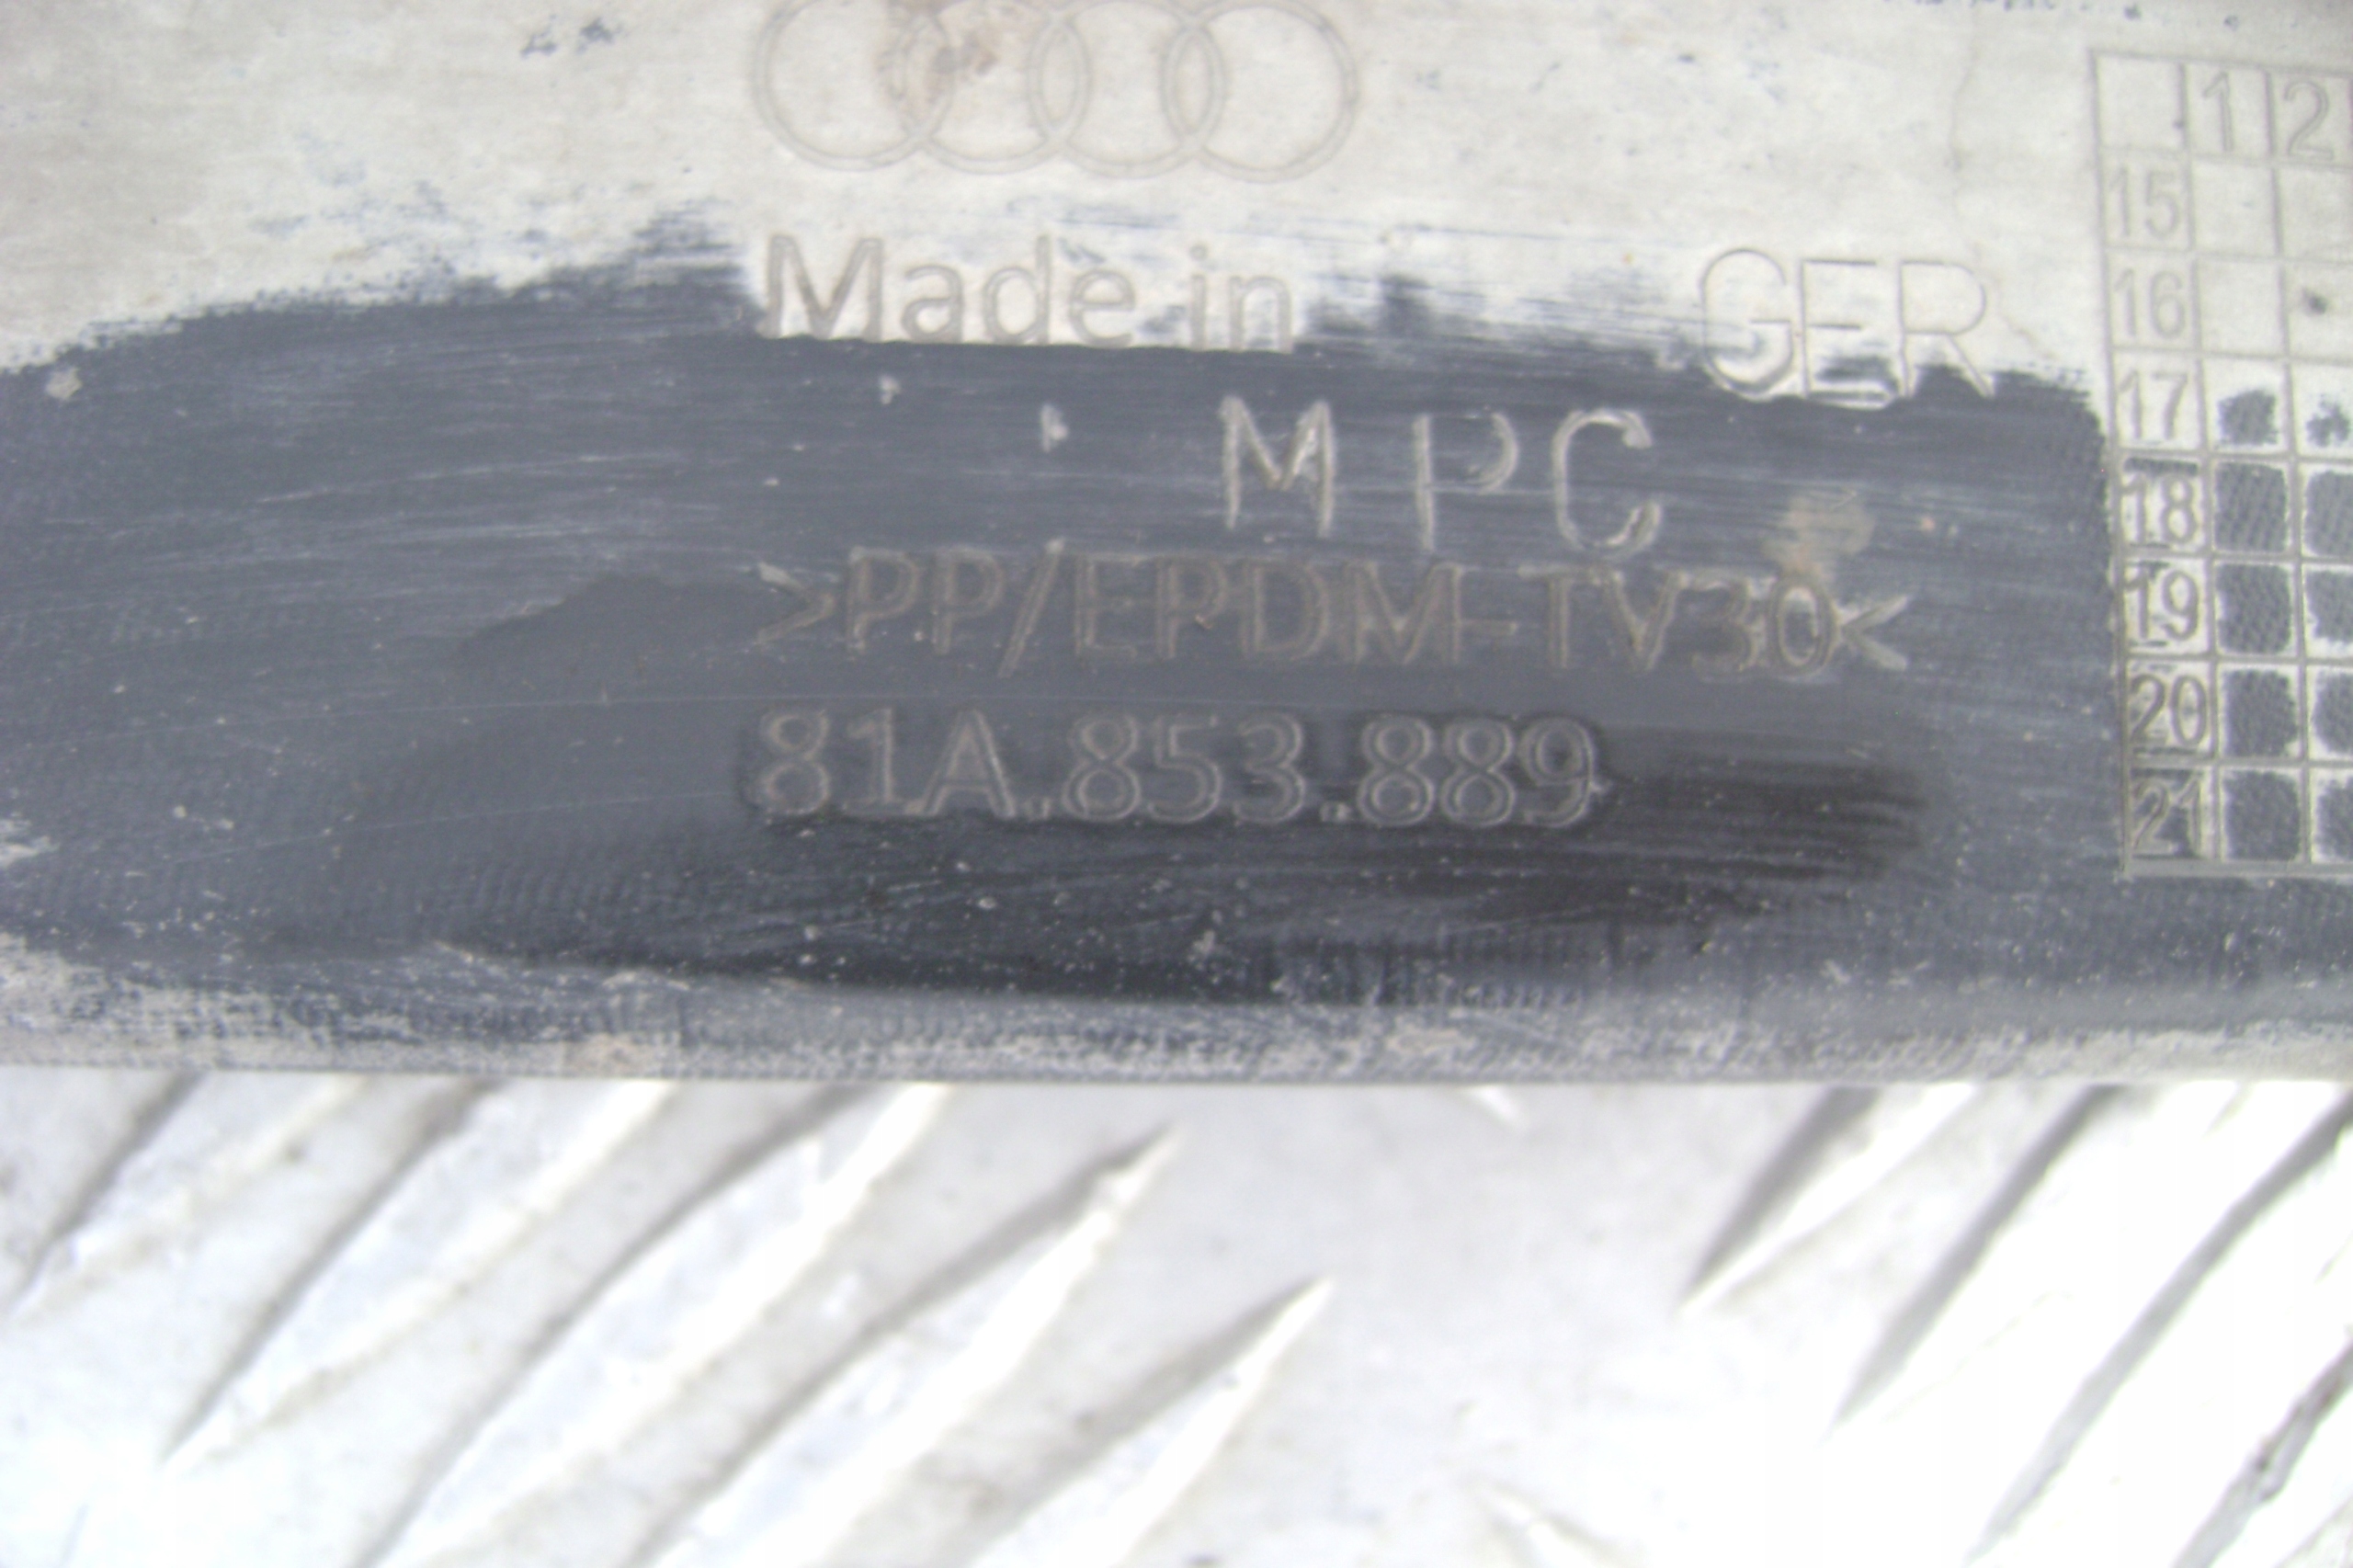 Made in GER
MPC
>PP/EPDM-TV30<
81A.853.889
1 2
15
16
17
18
19
20
21